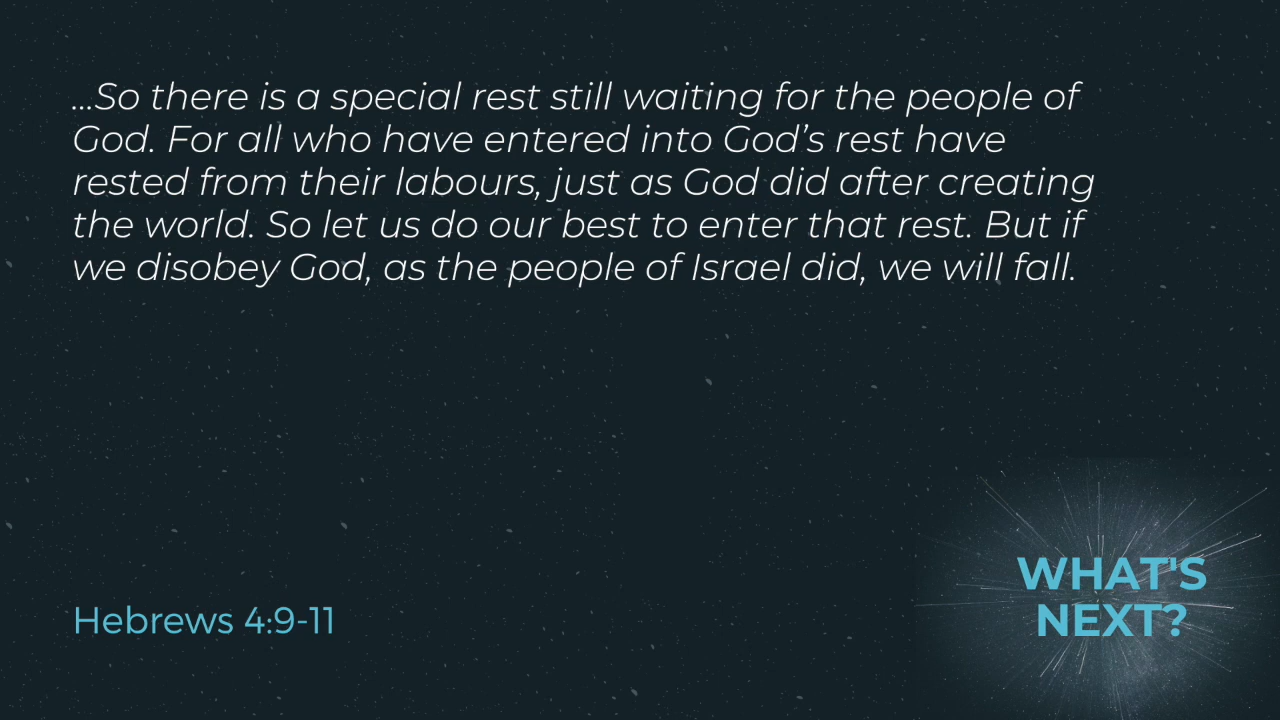 ...So there is a special rest still waiting for the people of
God. For all who have entered into God’s rest have
rested from their labours, just as God did after creating
the world. So let us do our best to enter that rest. But if
we disobey God, as the people of Israel did, we will fall.
Hebrews 4:9-11
WHAT'S
NEXT?